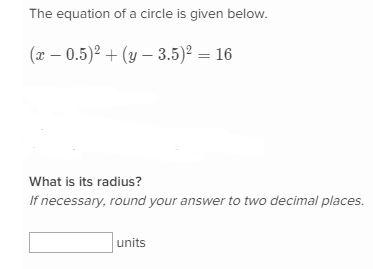 The equation of a circle is given below.
(x − 0.5)² + (y − 3.5)² = 16
What is its radius?
If necessary, round your answer to two decimal places.
units